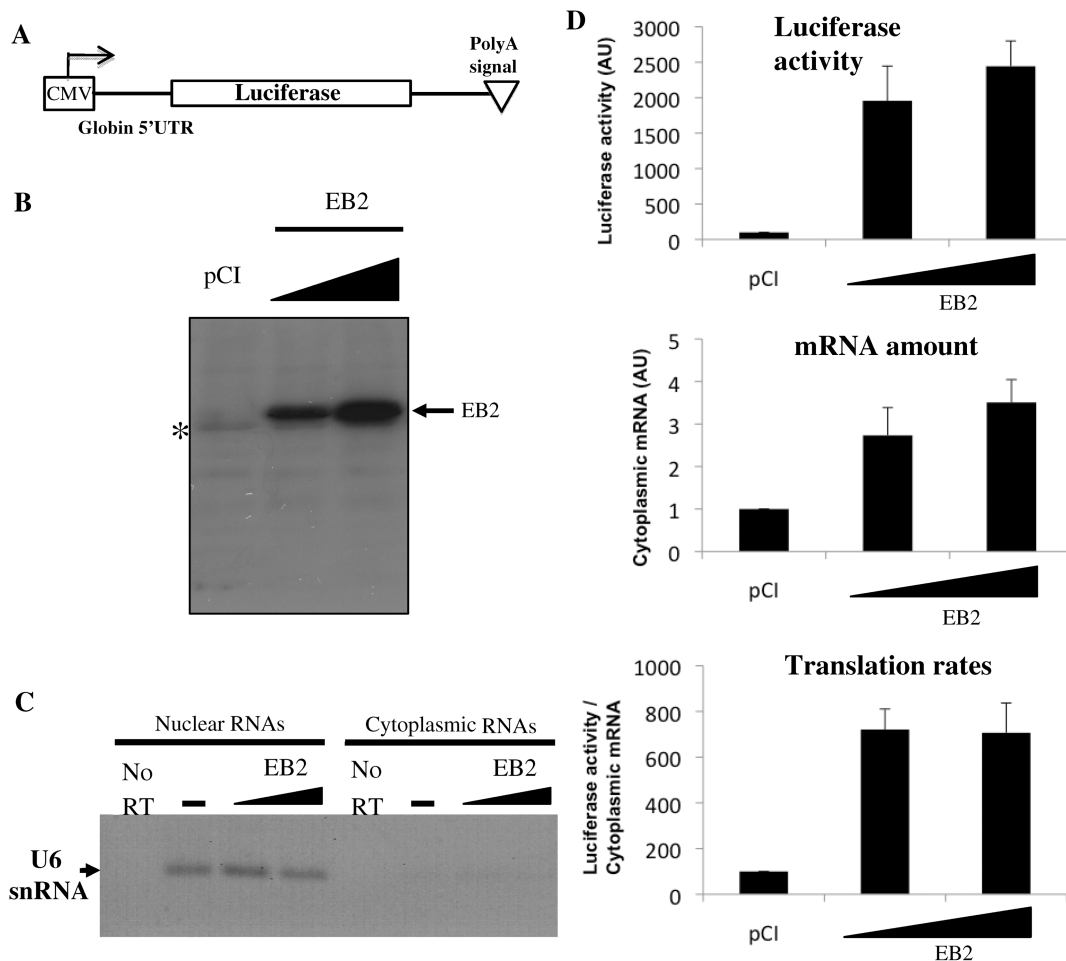 A
CMV
Luciferase
PolyA
signal
Globin 5'UTR
B
EB2
pCI
*
EB2
C
Nuclear RNAs
Cytoplasmic RNAs
No
RT
EB2
No
RT
EB2
U6
snRNA
D
Luciferase
activity
Luciferase activity (AU)
3000
2500
2000
1500
1000
500
0
pCI
EB2
mRNA amount
Cytoplasmic mRNA (AU)
5
4
3
2
1
0
pCI
EB2
Translation rates
Luciferase activity /
Cytoplasmic mRNA
1000
800
600
400
200
0
pCI
EB2